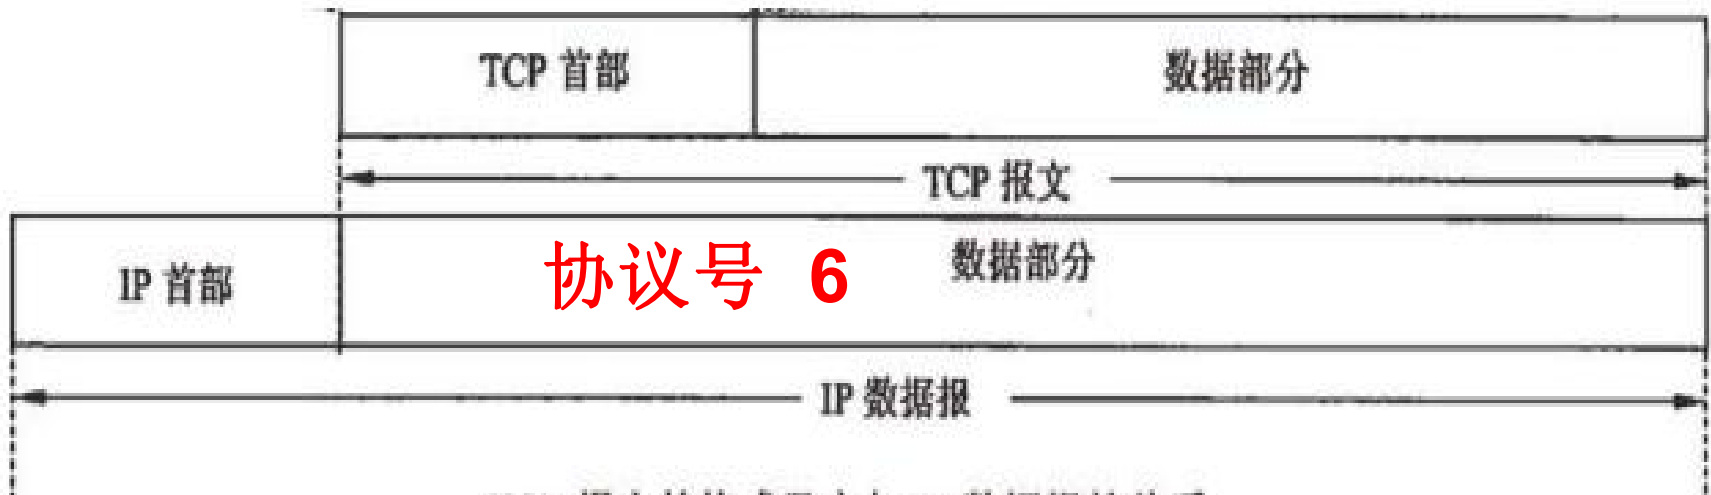 TCP 首部 数据部分
TCP 报文
IP 首部 协议号 6 数据部分
IP 数据报